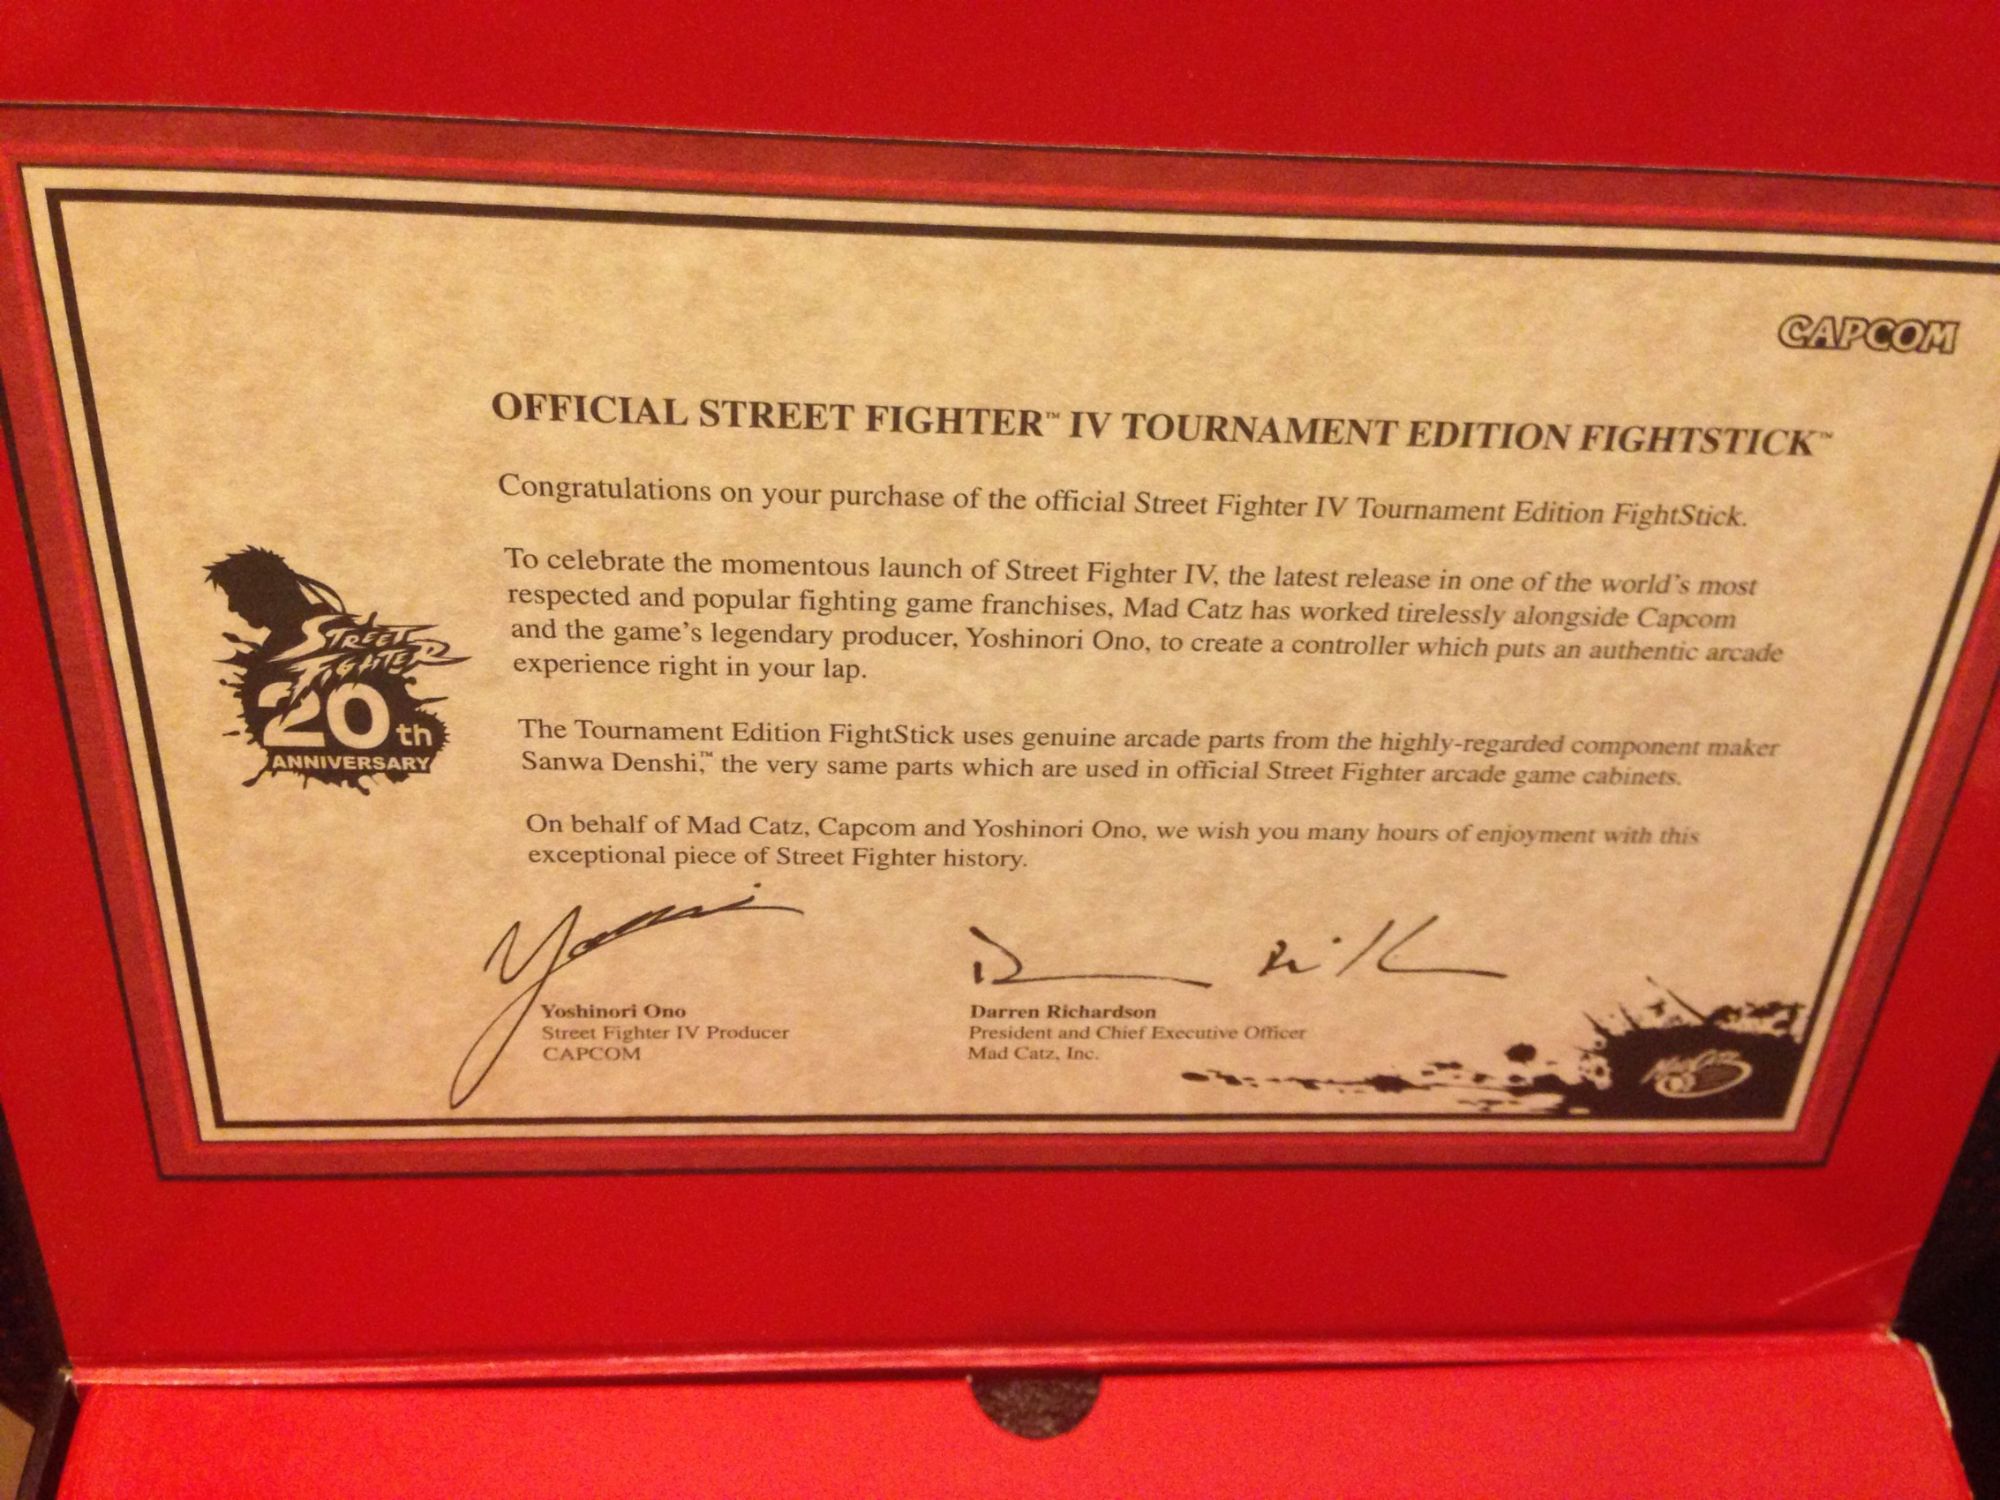 CAPCOM
OFFICIAL STREET FIGHTER™ IV TOURNAMENT EDITION FIGHTSTICK™
Congratulations on your purchase of the official Street Fighter IV Tournament Edition FightStick.
To celebrate the momentous launch of Street Fighter IV, the latest release in one of the world's most
respected and popular fighting game franchises, Mad Catz has worked tirelessly alongside Capcom
and the game's legendary producer, Yoshinori Ono, to create a controller which puts an authentic arcade
experience right in your lap.
STREET
FIGHTER
20th
ANNIVERSARY
The Tournament Edition FightStick uses genuine arcade parts from the highly-regarded component maker
Sanwa Denshi,™ the very same parts which are used in official Street Fighter arcade game cabinets.
On behalf of Mad Catz, Capcom and Yoshinori Ono, we wish you many hours of enjoyment with this
exceptional piece of Street Fighter history.
Yoshinori Ono
Street Fighter IV Producer
CAPCOM
Darren Richardson
President and Chief Executive Officer
Mad Catz, Inc.
Mad Catz